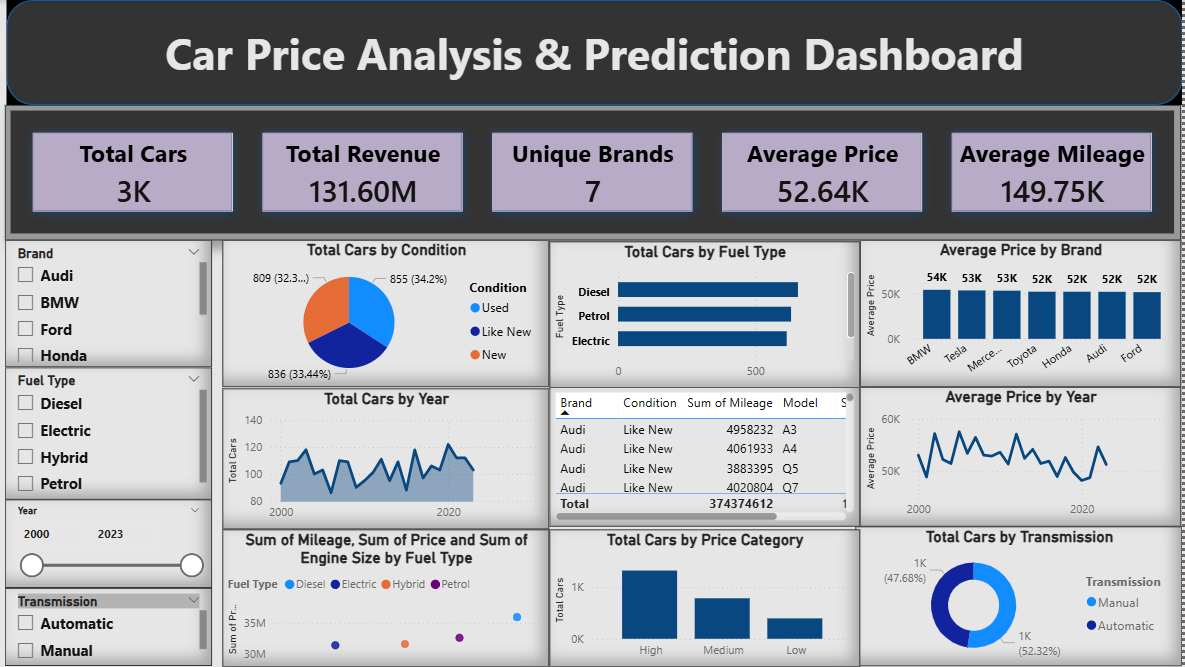 Car Price Analysis & Prediction Dashboard
Total Cars
3K
Total Revenue
131.60M
Unique Brands
7
Average Price
52.64K
Average Mileage
149.75K
Brand
Audi
BMW
Ford
Honda
Fuel Type
Diesel
Electric
Hybrid
Petrol
Year
2000 2023
Transmission
Automatic
Manual
Total Cars by Condition
809 (32.3...)
855 (34.2%)
836 (33.44%)
Condition
Used
Like New
New
Total Cars by Fuel Type
Fuel Type
Diesel
Petrol
Electric
0 500
Average Price by Brand
Average Price
50K
0K
54K 53K 53K 52K 52K 52K 52K
BMW Tesla Merce... Toyota Honda Audi Ford
Total Cars by Year
Total Cars
140
120
100
80
2000 2020
Brand Condition Sum of Mileage Model S
Audi Like New 4958232 A3
Audi Like New 4061933 A4
Audi Like New 3883395 Q5
Audi Like New 4020804 Q7
Total 374374612 1
Average Price by Year
Average Price
60K
50K
2000 2020
Sum of Mileage, Sum of Price and Sum of
Engine Size by Fuel Type
Fuel Type Diesel Electric Hybrid Petrol
Sum of Pr...
35M
30M
Total Cars by Price Category
Total Cars
1K
0K
High Medium Low
Total Cars by Transmission
1K
(47.68%)
1K
(52.32%)
Transmission
Manual
Automatic